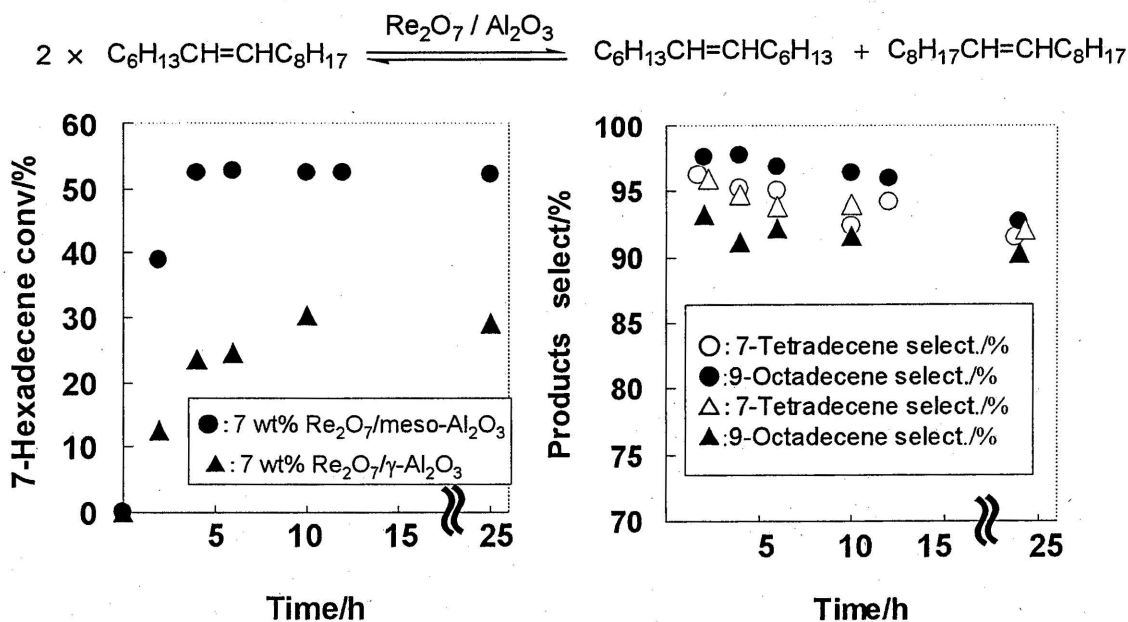 Re₂O₇ / Al₂O₃
2 × C₆H₁₃CH=CHC₈H₁₇ C₆H₁₃CH=CHC₆H₁₃ + C₈H₁₇CH=CHC₈H₁₇
7-Hexadecene conv/%
60
50
40
30
20
10
0
5 10 15 25
Time/h
●: 7 wt% Re₂O₇/meso-Al₂O₃
▲: 7 wt% Re₂O₇/γ-Al₂O₃
Products select/%
100
95
90
85
80
75
70
5 10 15 25
Time/h
○: 7-Tetradecene select./%
●:9-Octadecene select./%
△: 7-Tetradecene select./%
▲:9-Octadecene select./%